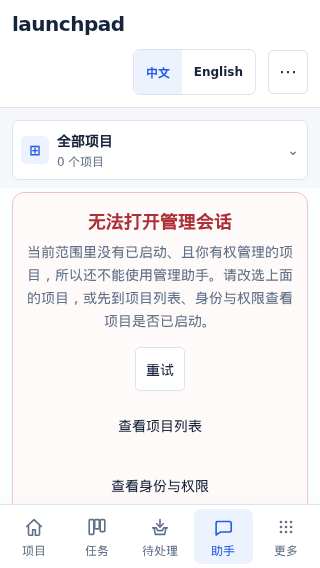 launchpad
中文
English
...
全部项目
0 个项目
无法打开管理会话
当前范围里没有已启动、且你有权管理的项
目，所以还不能使用管理助手。请改选上面
的项目，或先到项目列表、身份与权限查看
项目是否已启动。
重试
查看项目列表
查看身份与权限
项目
任务
待处理
助手
更多